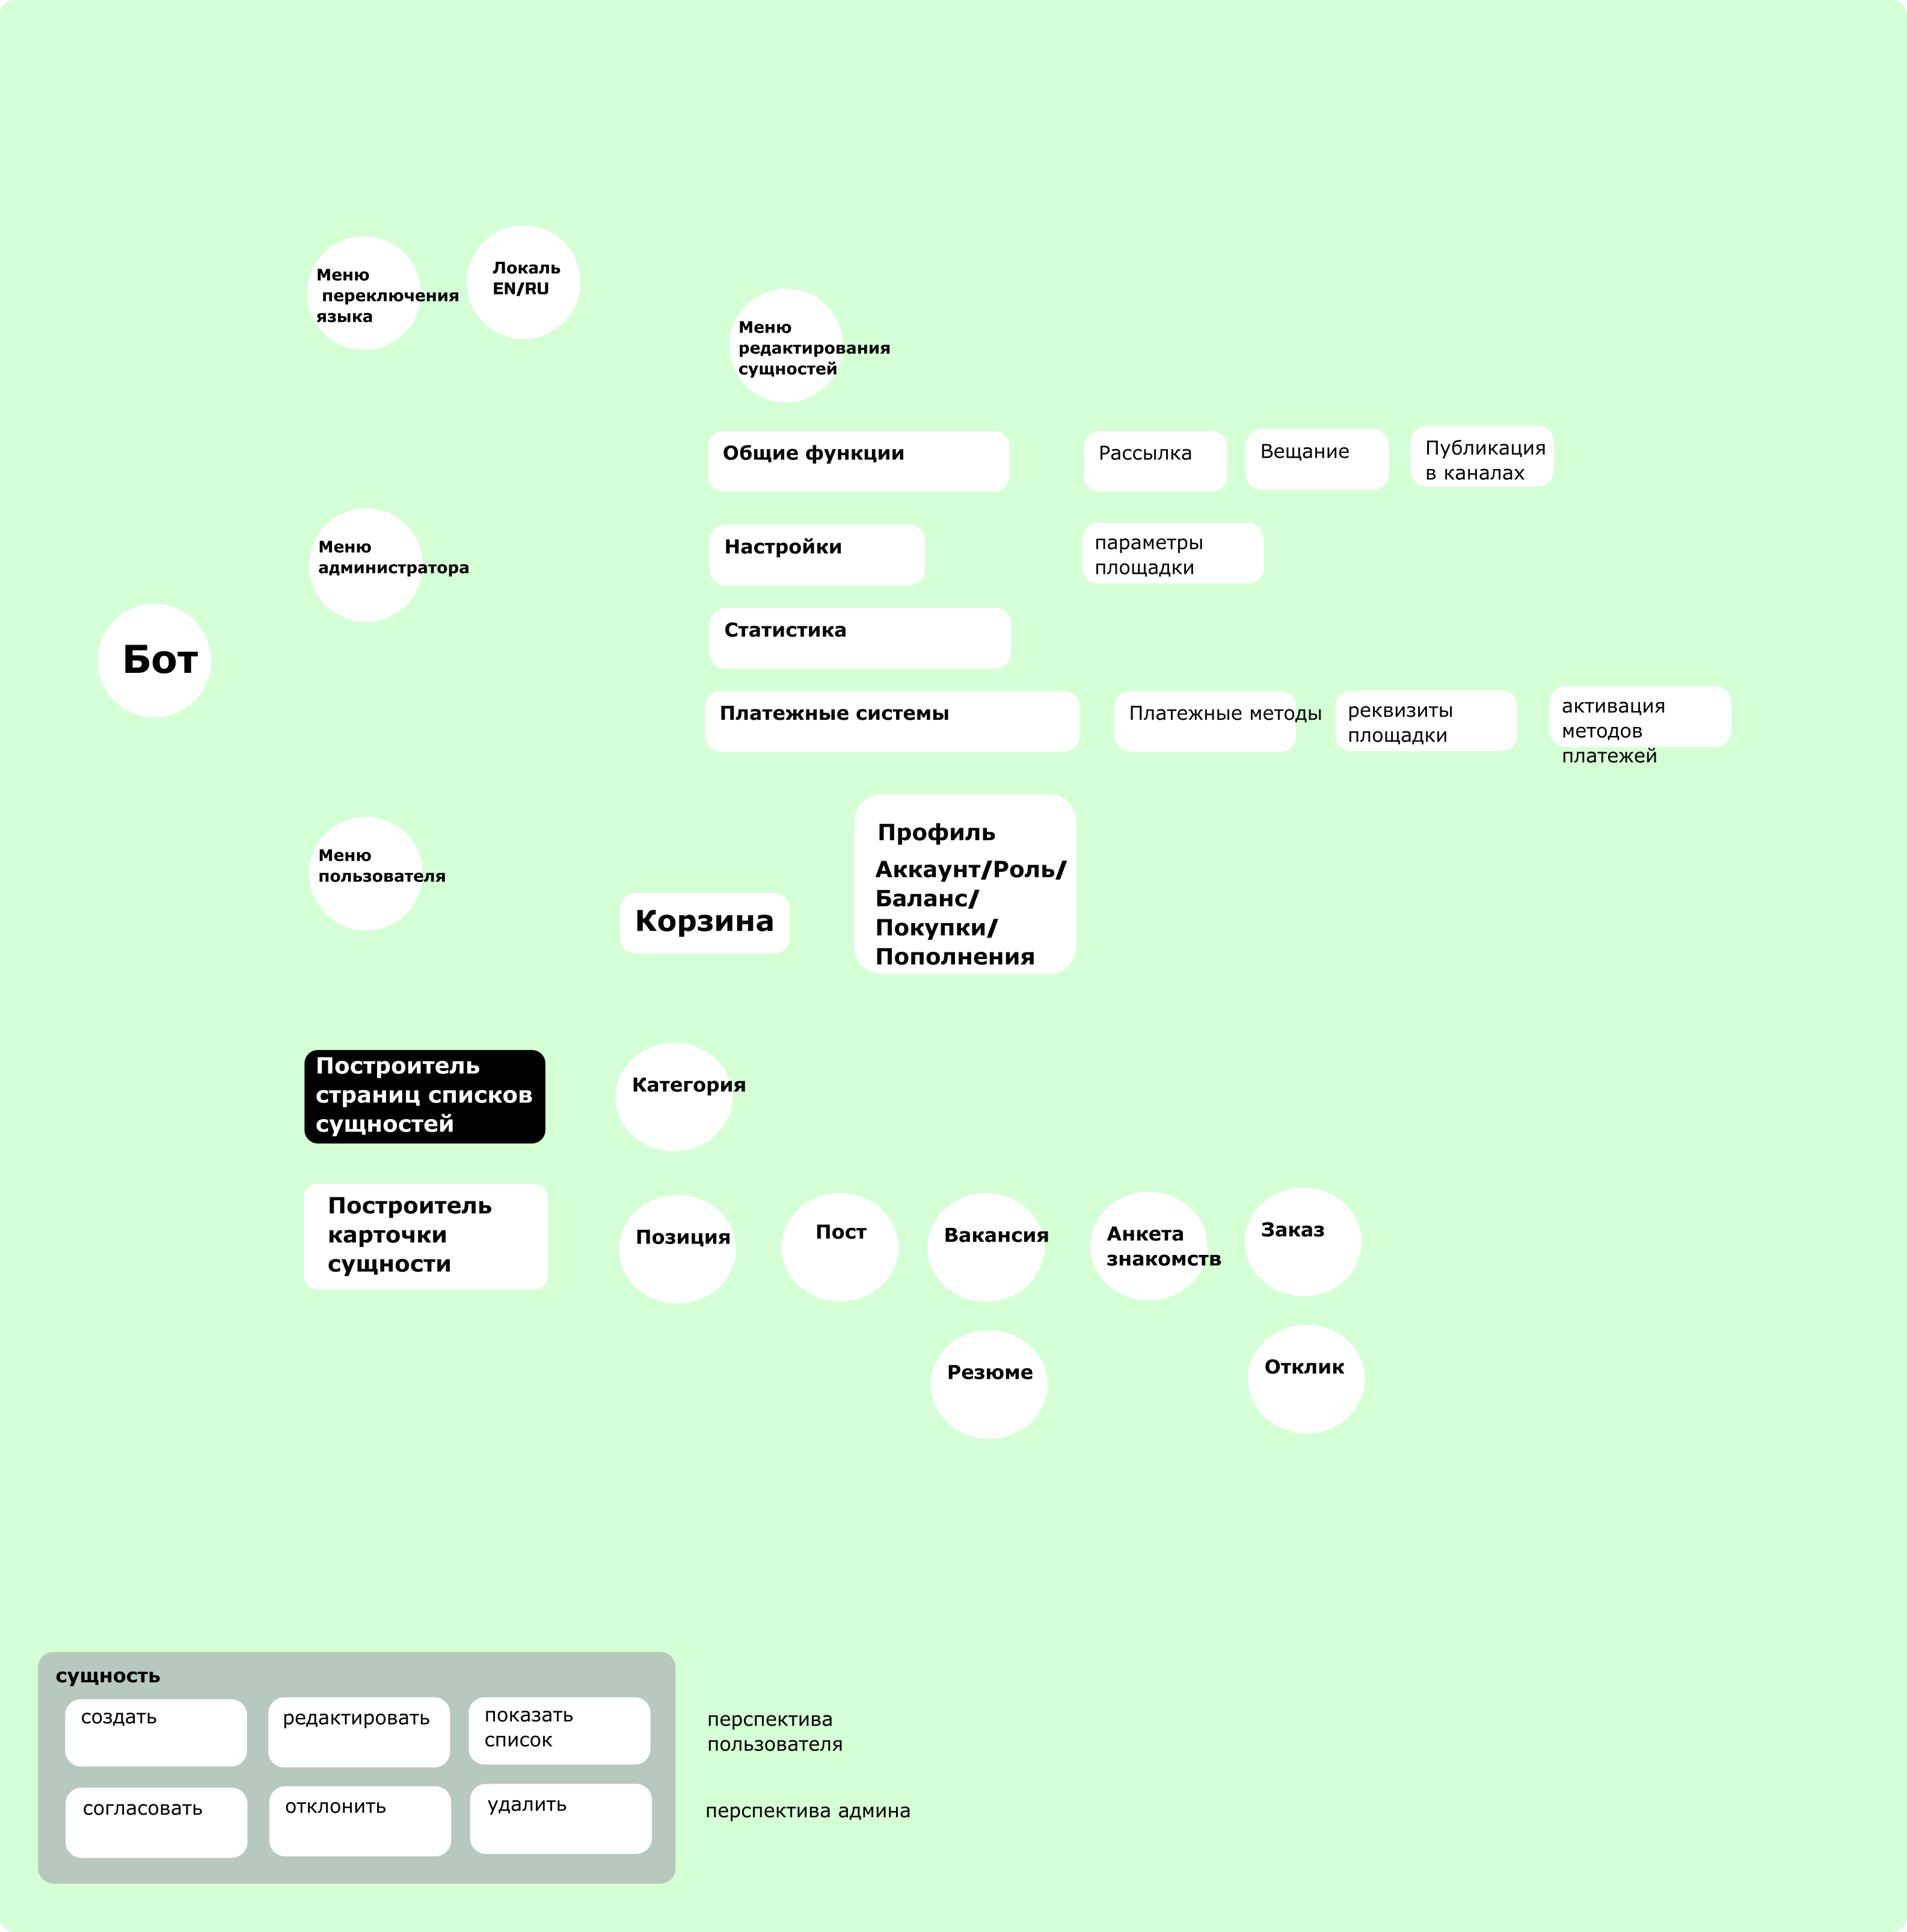 Меню
переключения
языка
Локаль
EN/RU
Меню
редактирования
сущностей
Общие функции
Рассылка
Вещание
Публикация
в каналах
Меню
администратора
Настройки
параметры
площадки
Статистика
Бот
Платежные системы
Платежные методы
реквизиты
площадки
активация
методов
платежей
Меню
пользователя
Корзина
Профиль
Аккаунт/Роль/
Баланс/
Покупки/
Пополнения
Построитель
страниц списков
сущностей
Категория
Построитель
карточки
сущности
Позиция
Пост
Вакансия
Анкета
знакомств
Заказ
Резюме
Отклик
сущность
создать
редактировать
показать
список
перспектива
пользователя
согласовать
отклонить
удалить
перспектива админа